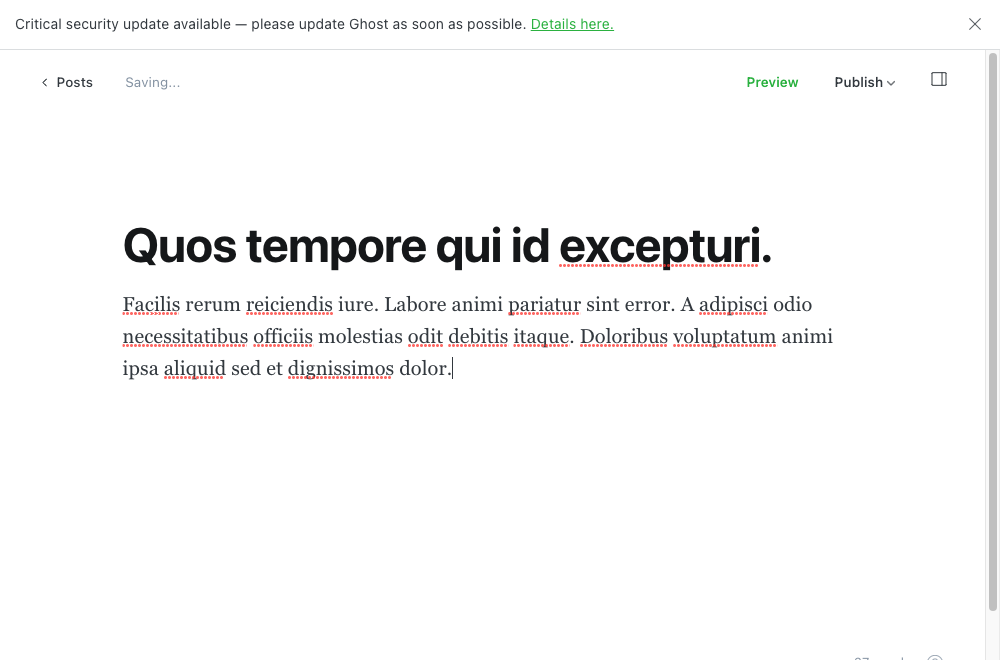 Critical security update available — please update Ghost as soon as possible. Details here.
Posts Saving... Preview Publish
Quos tempore qui id excepturi.
Facilis rerum reiciendis iure. Labore animi pariatur sint error. A adipisci odio
necessitatibus officiis molestias odit debitis itaque. Doloribus voluptatum animi
ipsa aliquid sed et dignissimos dolor.